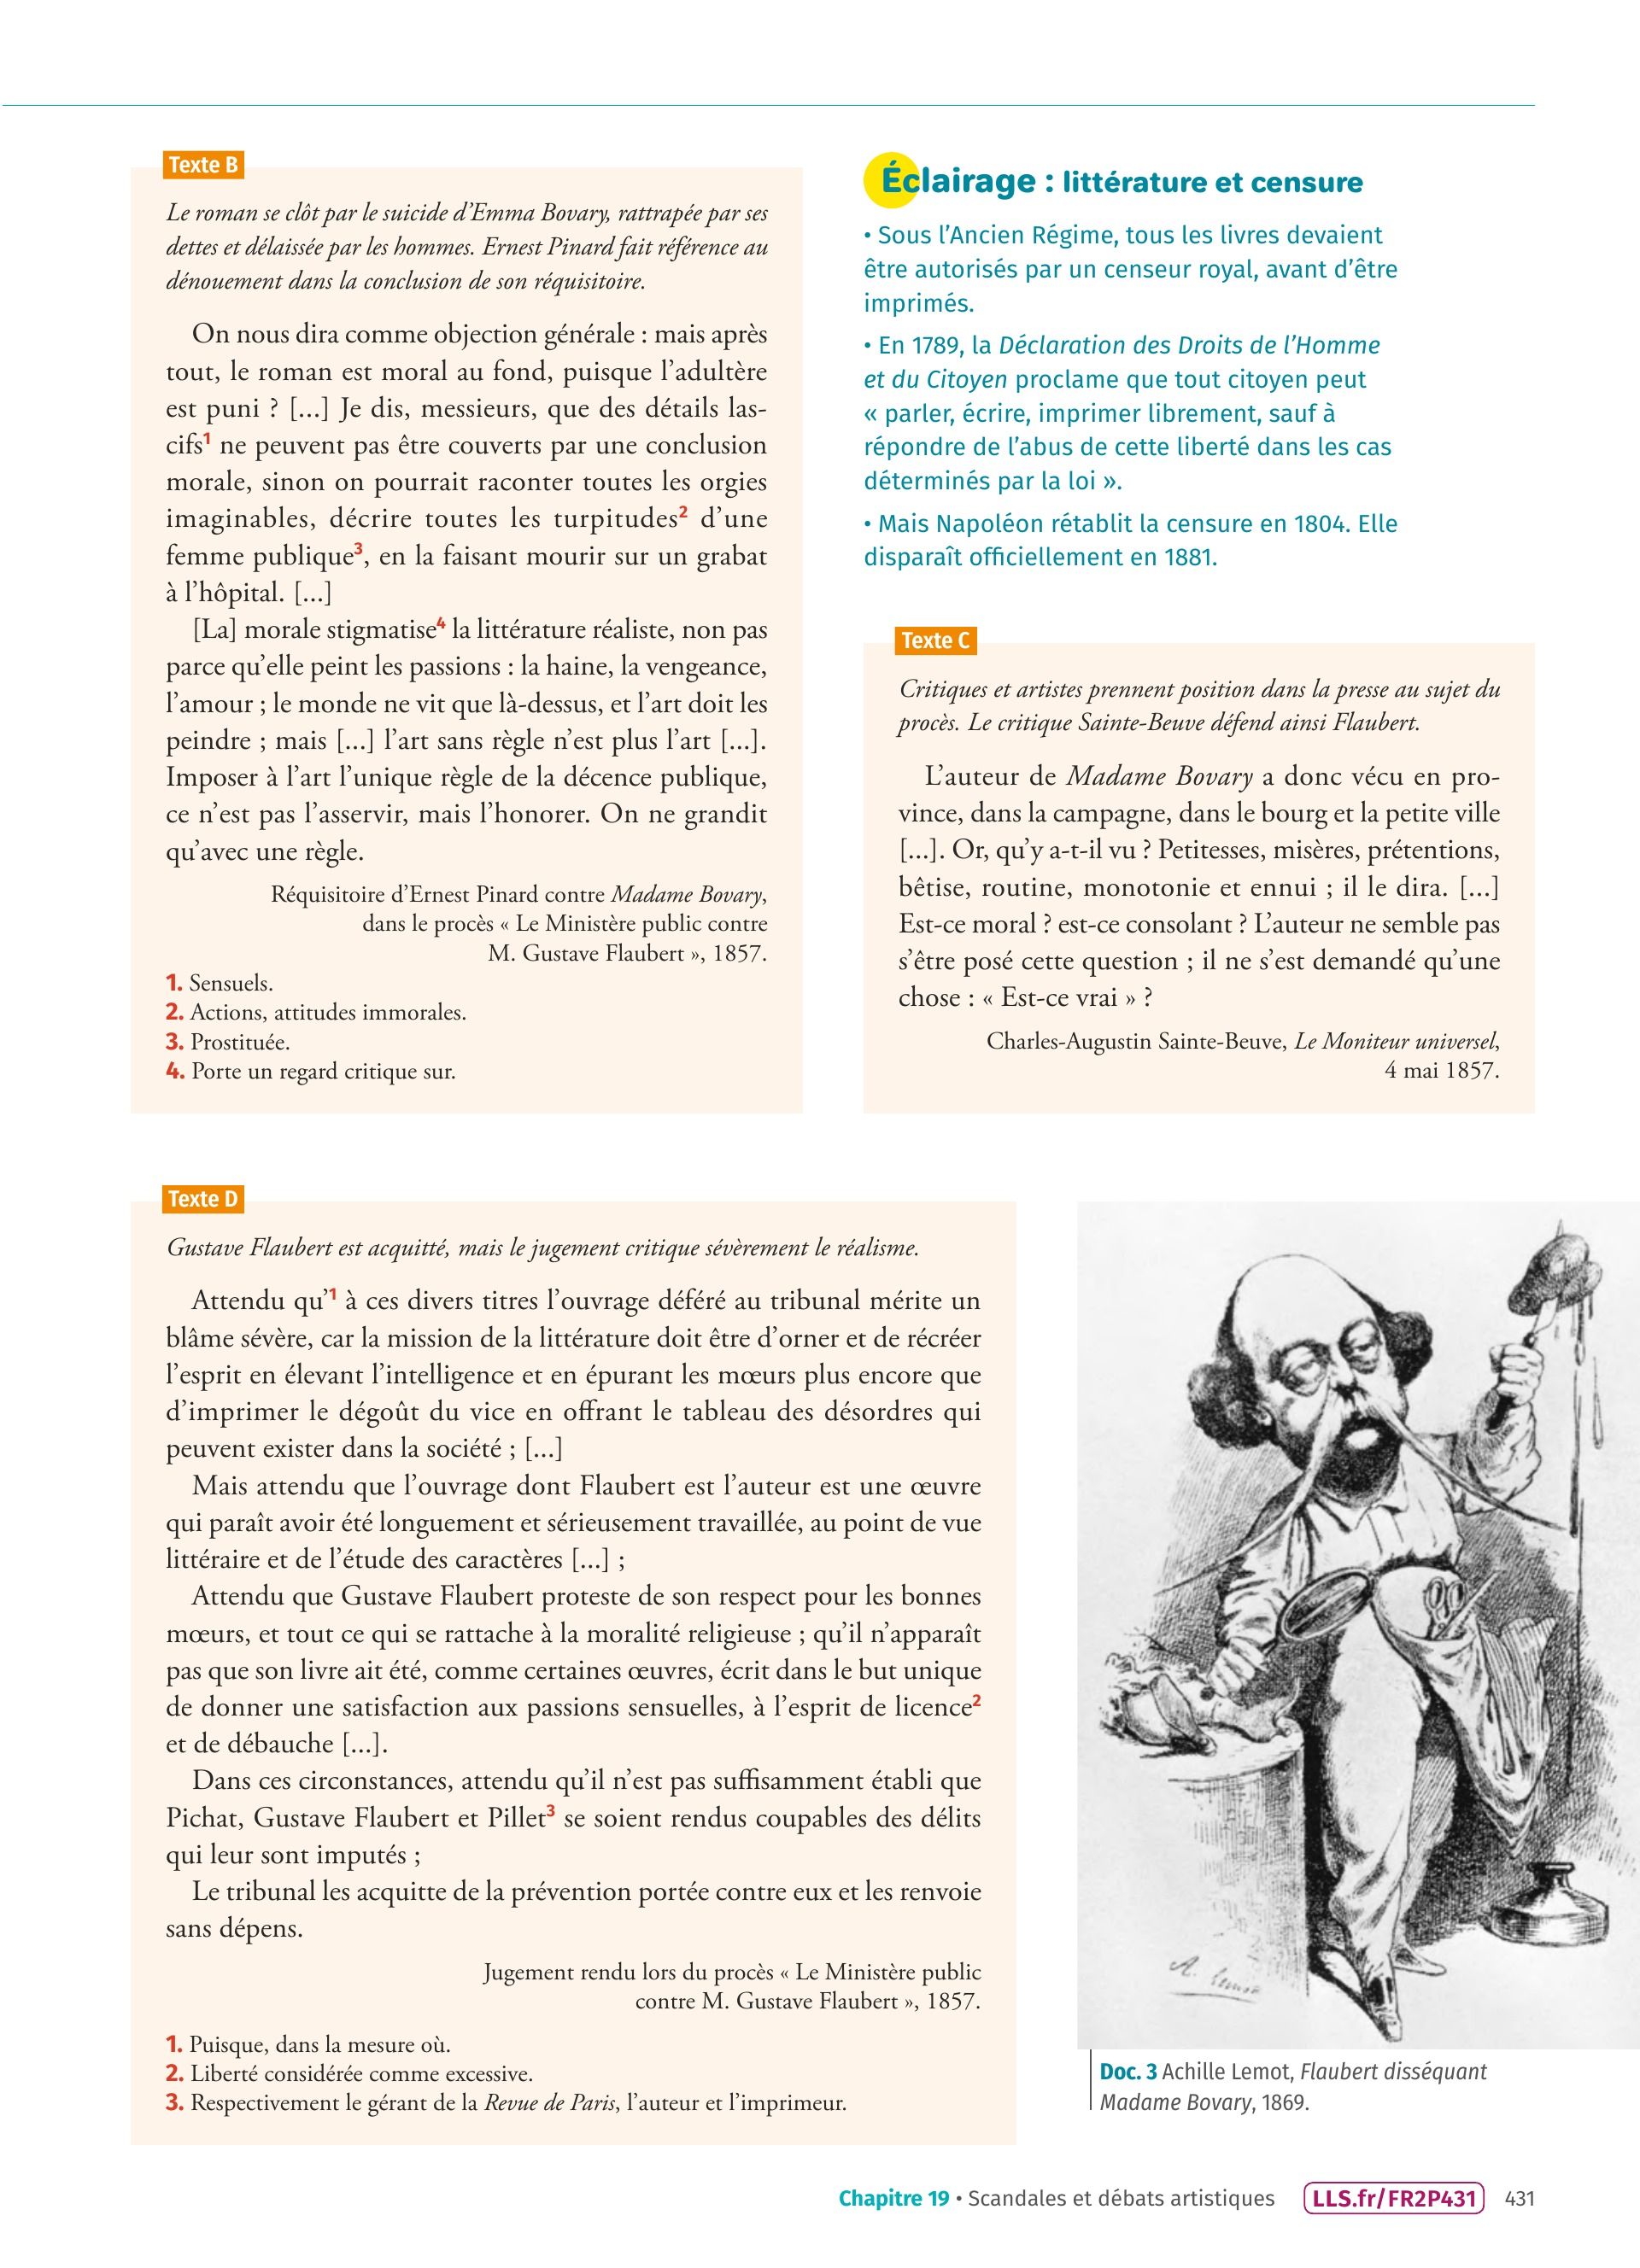 Texte B
Le roman se clôt par le suicide d’Emma Bovary, rattrapée par ses
dettes et délaissée par les hommes. Ernest Pinard fait référence au
dénouement dans la conclusion de son réquisitoire.
On nous dira comme objection générale : mais après
tout, le roman est moral au fond, puisque l’adultère
est puni ? [...] Je dis, messieurs, que des détails las-
cifs1 ne peuvent pas être couverts par une conclusion
morale, sinon on pourrait raconter toutes les orgies
imaginables, décrire toutes les turpitudes2 d’une
femme publique3, en la faisant mourir sur un grabat
à l’hôpital. [...]
[La] morale stigmatise4 la littérature réaliste, non pas
parce qu’elle peint les passions : la haine, la vengeance,
l’amour ; le monde ne vit que là-dessus, et l’art doit les
peindre ; mais [...] l’art sans règle n’est plus l’art [...].
Imposer à l’art l’unique règle de la décence publique,
ce n’est pas l’asservir, mais l’honorer. On ne grandit
qu’avec une règle.
Réquisitoire d’Ernest Pinard contre Madame Bovary,
dans le procès « Le Ministère public contre
M. Gustave Flaubert », 1857.
1. Sensuels.
2. Actions, attitudes immorales.
3. Prostituée.
4. Porte un regard critique sur.
Éclairage : littérature et censure
• Sous l’Ancien Régime, tous les livres devaient
être autorisés par un censeur royal, avant d’être
imprimés.
• En 1789, la Déclaration des Droits de l’Homme
et du Citoyen proclame que tout citoyen peut
« parler, écrire, imprimer librement, sauf à
répondre de l’abus de cette liberté dans les cas
déterminés par la loi ».
• Mais Napoléon rétablit la censure en 1804. Elle
disparaît officiellement en 1881.
Texte C
Critiques et artistes prennent position dans la presse au sujet du
procès. Le critique Sainte-Beuve défend ainsi Flaubert.
L’auteur de Madame Bovary a donc vécu en pro-
vince, dans la campagne, dans le bourg et la petite ville
[...]. Or, qu’y a-t-il vu ? Petitesses, misères, prétentions,
bêtise, routine, monotonie et ennui ; il le dira. [...]
Est-ce moral ? est-ce consolant ? L’auteur ne semble pas
s’être posé cette question ; il ne s’est demandé qu’une
chose : « Est-ce vrai » ?
Charles-Augustin Sainte-Beuve, Le Moniteur universel,
4 mai 1857.
Texte D
Gustave Flaubert est acquitté, mais le jugement critique sévèrement le réalisme.
Attendu qu’1 à ces divers titres l’ouvrage déféré au tribunal mérite un
blâme sévère, car la mission de la littérature doit être d’orner et de récréer
l’esprit en élevant l’intelligence et en épurant les mœurs plus encore que
d’imprimer le dégoût du vice en offrant le tableau des désordres qui
peuvent exister dans la société ; [...]
Mais attendu que l’ouvrage dont Flaubert est l’auteur est une œuvre
qui paraît avoir été longuement et sérieusement travaillée, au point de vue
littéraire et de l’étude des caractères [...] ;
Attendu que Gustave Flaubert proteste de son respect pour les bonnes
mœurs, et tout ce qui se rattache à la moralité religieuse ; qu’il n’apparaît
pas que son livre ait été, comme certaines œuvres, écrit dans le but unique
de donner une satisfaction aux passions sensuelles, à l’esprit de licence2
et de débauche [...].
Dans ces circonstances, attendu qu’il n’est pas suffisamment établi que
Pichat, Gustave Flaubert et Pillet3 se soient rendus coupables des délits
qui leur sont imputés ;
Le tribunal les acquitte de la prévention portée contre eux et les renvoie
sans dépens.
Jugement rendu lors du procès « Le Ministère public
contre M. Gustave Flaubert », 1857.
1. Puisque, dans la mesure où.
2. Liberté considérée comme excessive.
3. Respectivement le gérant de la Revue de Paris, l’auteur et l’imprimeur.
A. Lemot
Doc. 3 Achille Lemot, Flaubert disséquant
Madame Bovary, 1869.
Chapitre 19 • Scandales et débats artistiques
LLS.fr/FR2P431
431